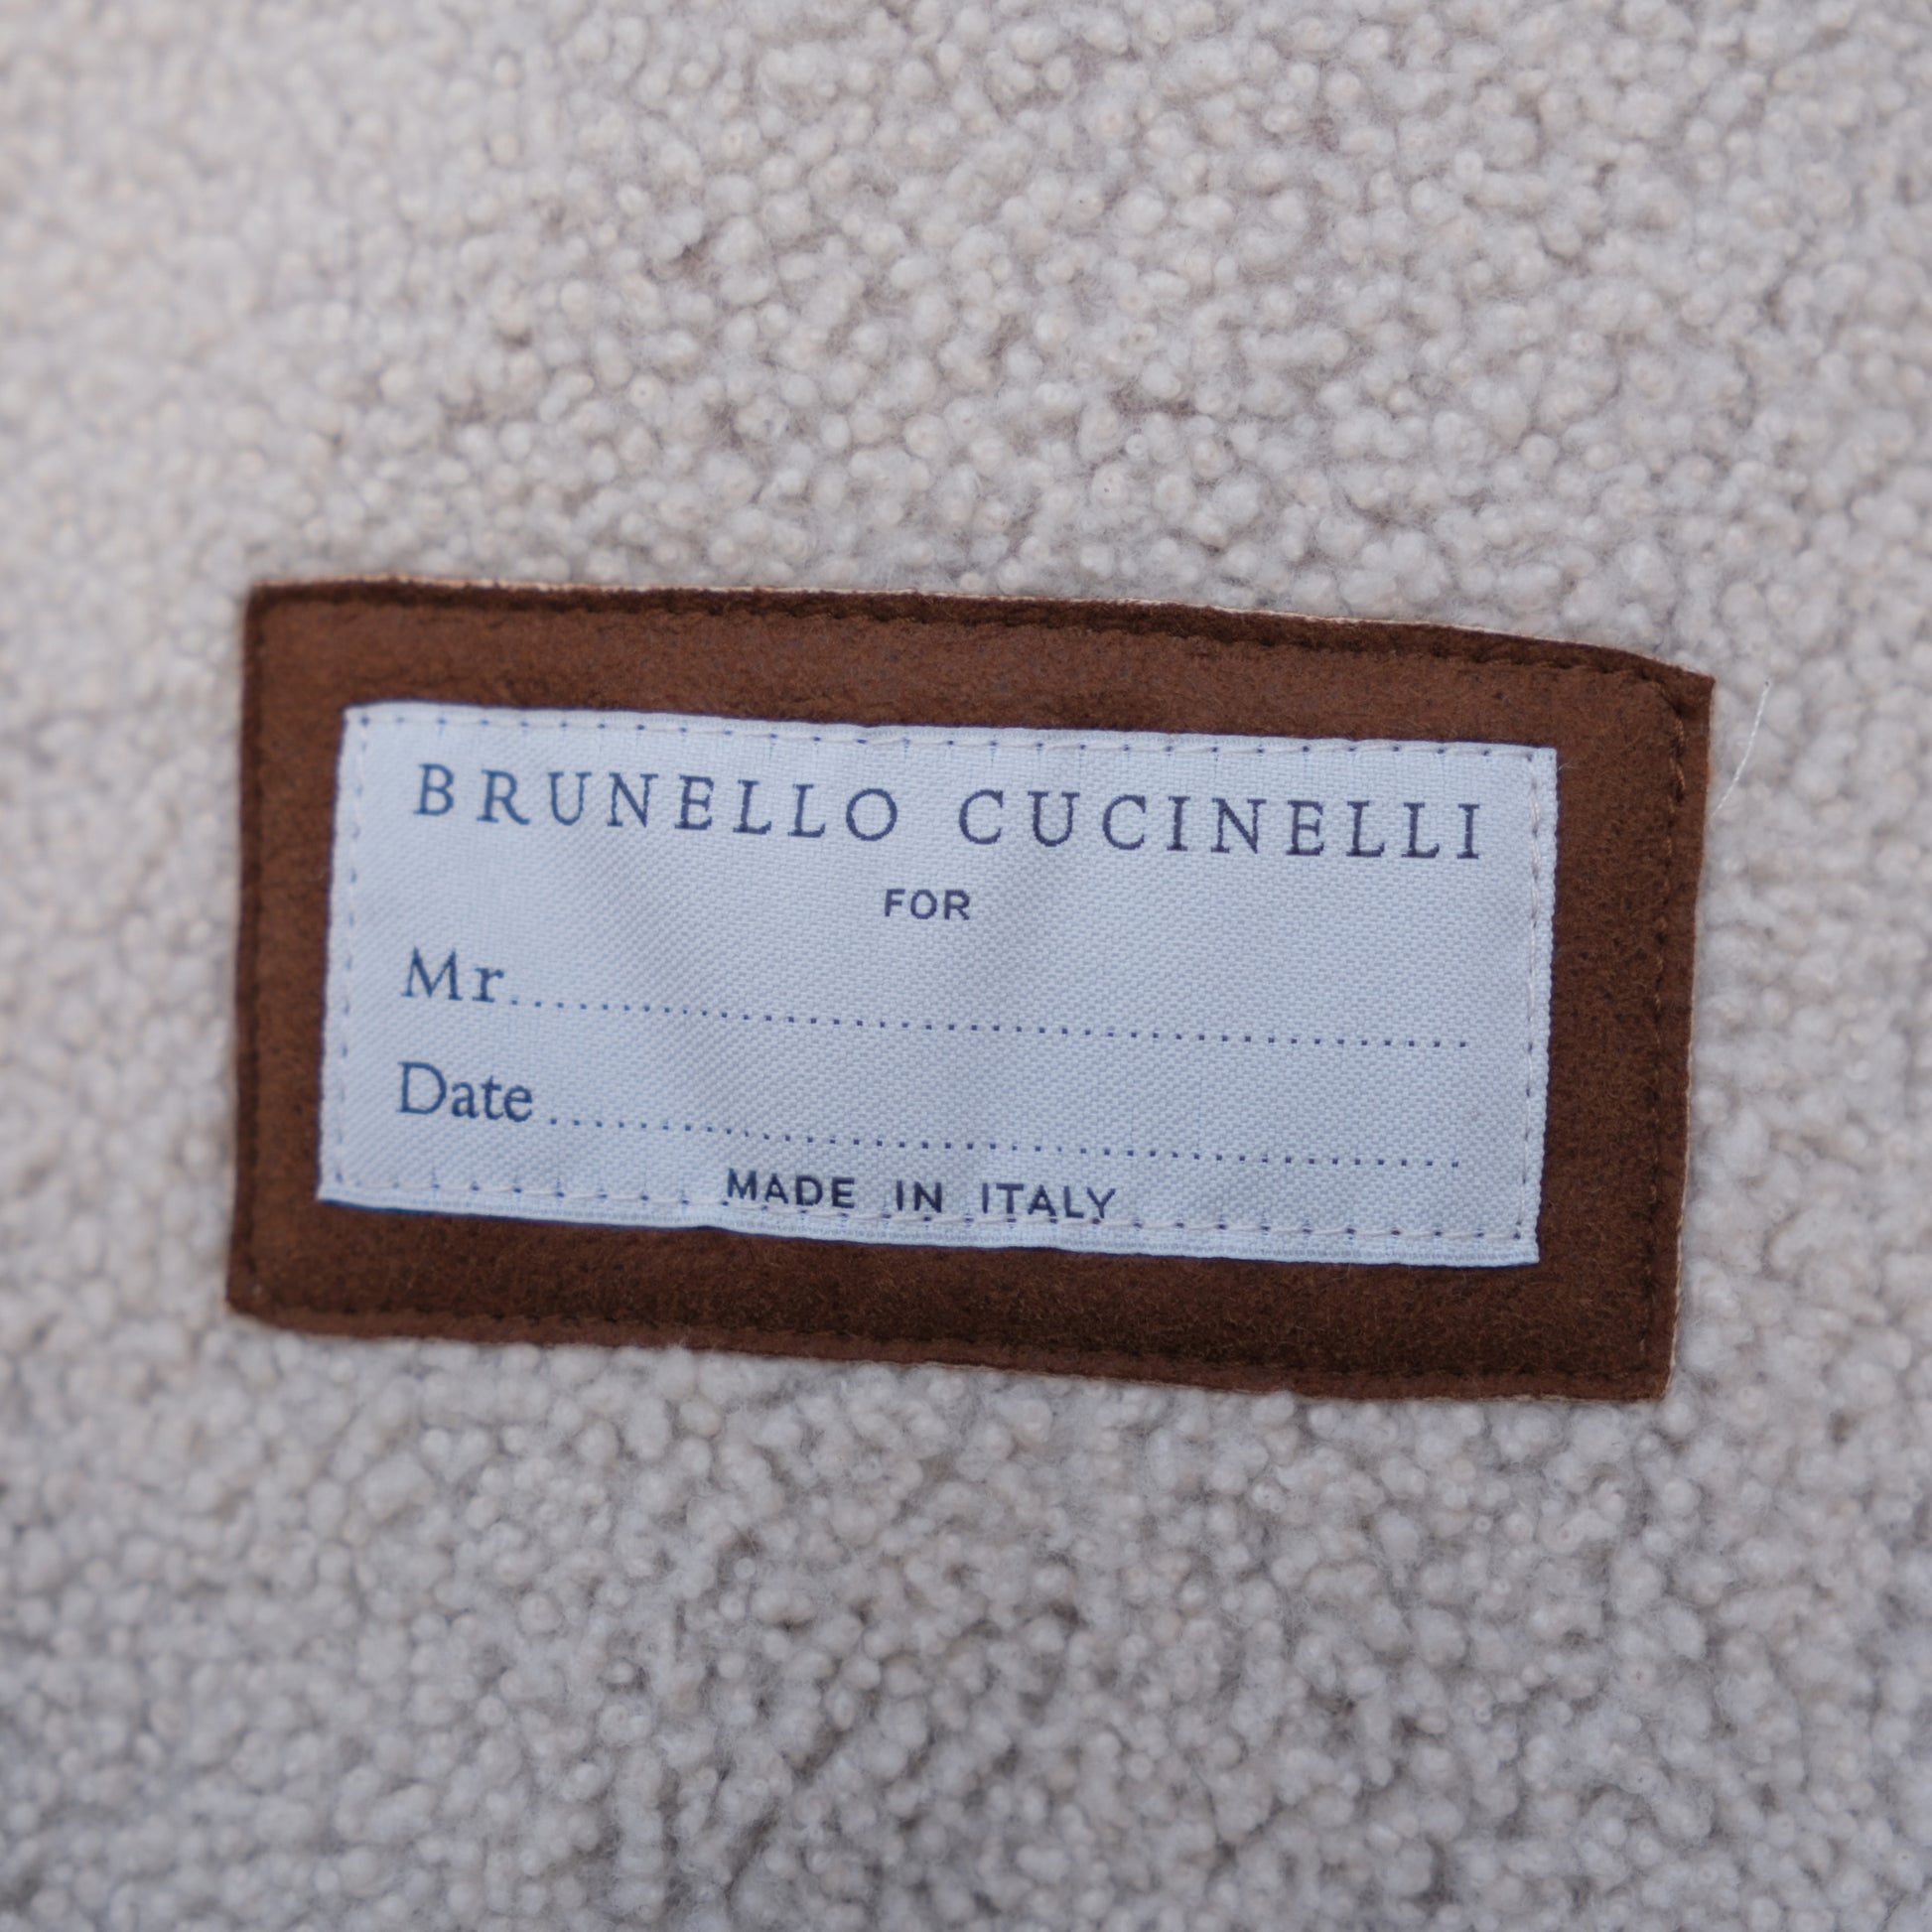 BRUNELLO CUCINELLI
FOR
Mr..................................................
Date................................................
MADE IN ITALY